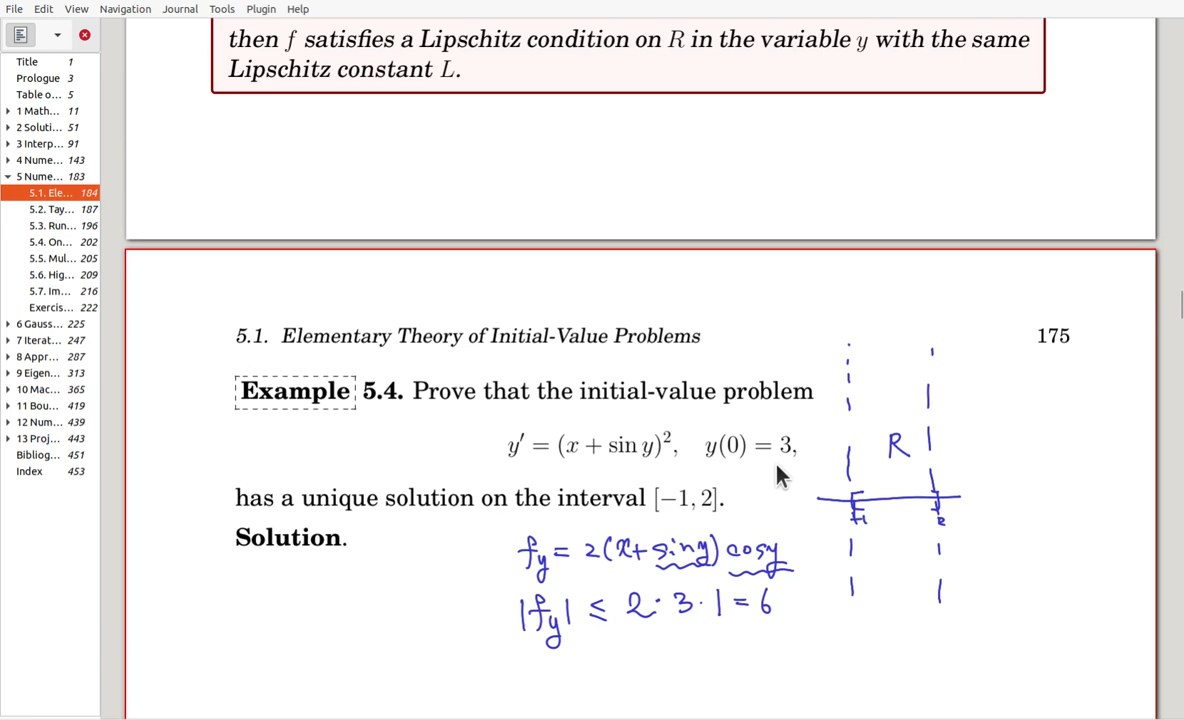 File Edit View Navigation Journal Tools Plugin Help
Title 1
Prologue 3
Table o... 5
1 Math... 11
2 Soluti... 51
3 Interp... 91
4 Nume... 143
5 Nume... 183
5.1. Ele... 184
5.2. Tay... 187
5.3. Run... 196
5.4. On... 202
5.5. Mul... 205
5.6. Hig... 209
5.7. Im... 216
Exercis... 222
6 Gauss... 225
7 Iterat... 247
8 Appr... 287
9 Eigen... 313
10 Mac... 365
11 Bou... 419
12 Num... 439
13 Proj... 443
Bibliog... 451
Index 453
then f satisfies a Lipschitz condition on R in the variable y with the same
Lipschitz constant L.
5.1. Elementary Theory of Initial-Value Problems 175
Example 5.4. Prove that the initial-value problem
y′ = (x + sin y)², y(0) = 3,
has a unique solution on the interval [−1, 2].
Solution.
f_y = 2(x + sin y) cos y
|f_y| ≤ 2 · 3 · 1 = 6
R
-1
2